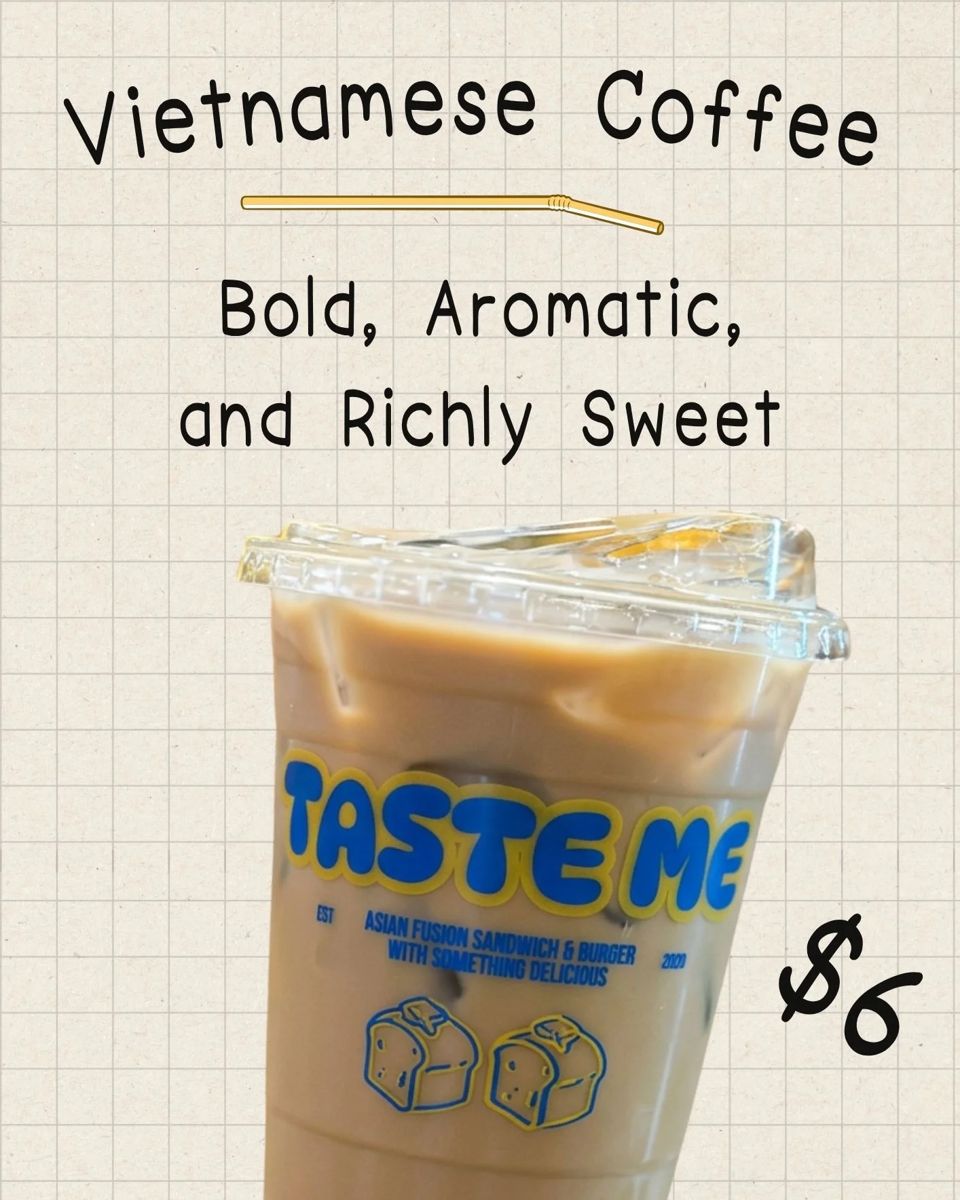 Vietnamese Coffee
Bold, Aromatic,
and Richly Sweet
TASTE ME
EST ASIAN FUSION SANDWICH & BURGER 2020
WITH SOMETHING DELICIOUS
$6